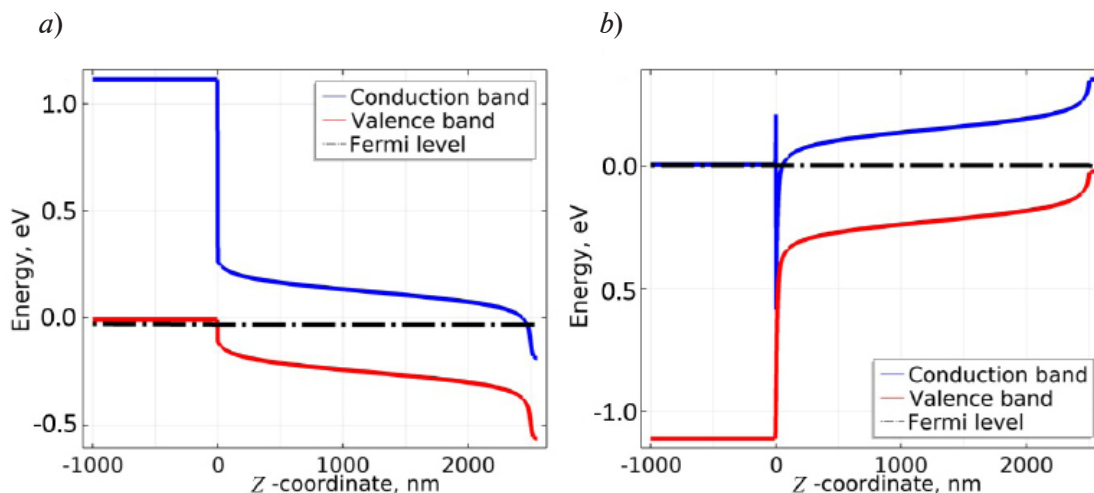 a)
b)
1.0
0.0
-0.5
Energy, eV
Conduction band
Valence band
Fermi level
-1000 0 1000 2000
Z -coordinate, nm
0.0
0.5
-1.0
Energy, eV
Conduction band
Valence band
Fermi level
-1000 0 1000 2000
Z -coordinate, nm